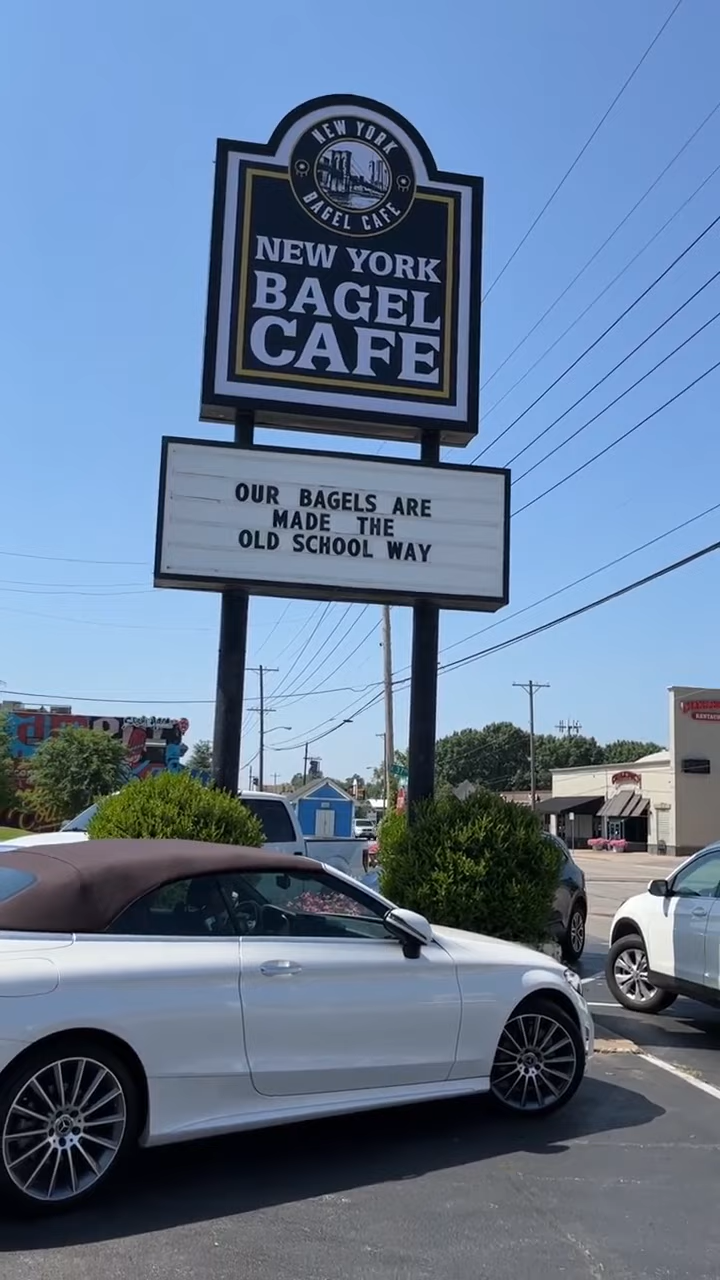 NEW YORK
BAGEL CAFE
NEW YORK
BAGEL
CAFE
OUR BAGELS ARE
MADE THE
OLD SCHOOL WAY